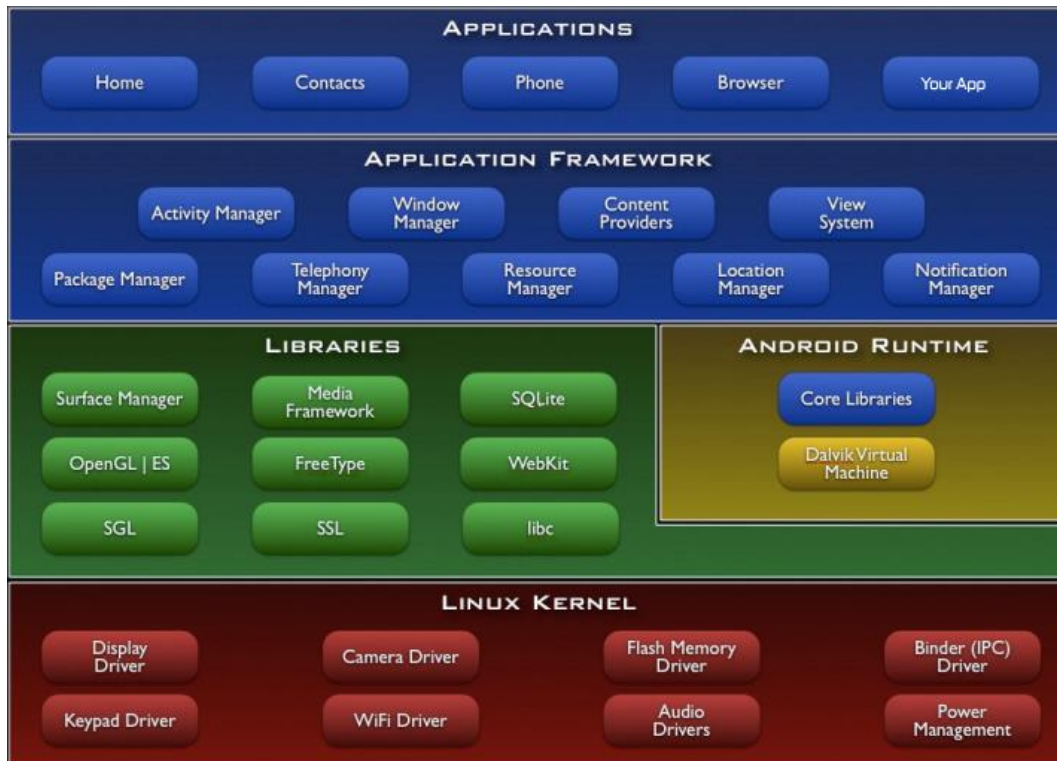 APPLICATIONS
Home
Contacts
Phone
Browser
Your App
APPLICATION FRAMEWORK
Activity Manager
Window
Manager
Content
Providers
View
System
Package Manager
Telephony
Manager
Resource
Manager
Location
Manager
Notification
Manager
LIBRARIES
Surface Manager
Media
Framework
SQLite
OpenGL | ES
FreeType
WebKit
SGL
SSL
libc
ANDROID RUNTIME
Core Libraries
Dalvik Virtual
Machine
LINUX KERNEL
Display
Driver
Camera Driver
Flash Memory
Driver
Binder (IPC)
Driver
Keypad Driver
WiFi Driver
Audio
Drivers
Power
Management